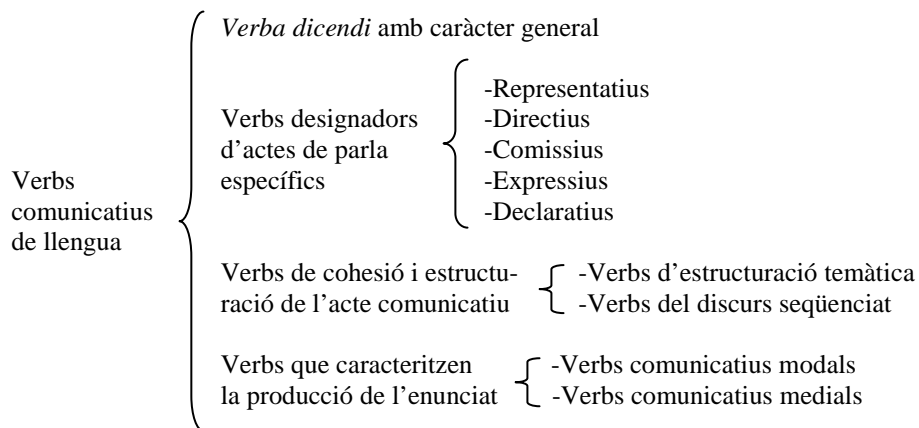 Verba dicendi amb caràcter general
-Representatius
Verbs designadors
-Directius
d’actes de parla
-Comissius
específics
-Expressius
Verbs
-Declaratius
comunicatius
de llengua
Verbs de cohesió i estructu-
-Verbs d’estructuració temàtica
ració de l’acte comunicatiu
-Verbs del discurs seqüenciat
Verbs que caracteritzen
-Verbs comunicatius modals
la producció de l’enunciat
-Verbs comunicatius medials